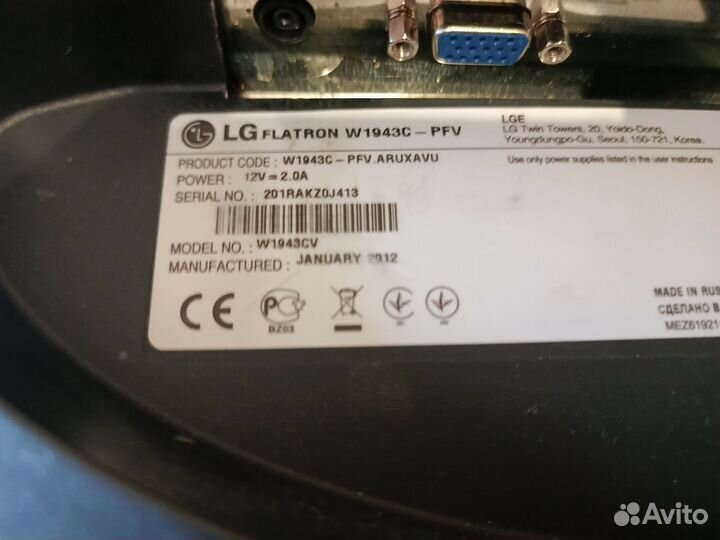 LG FLATRON W1943C-PFV
PRODUCT CODE : W1943C-PFV.ARUXAVU
POWER : 12V = 2.0A
SERIAL NO. : 201RAKZ0J413
MODEL NO. : W1943CV
MANUFACTURED : JANUARY 2012
LGE
LG Twin Towers, 20, Yoido-Dong,
Youngdungpo-Gu, Seoul, 150-721, Korea.
Use only power supplies listed in the user instructions
CE
BZ03
MADE IN RUS
СДЕЛАНО В
MEZ61921
Avito